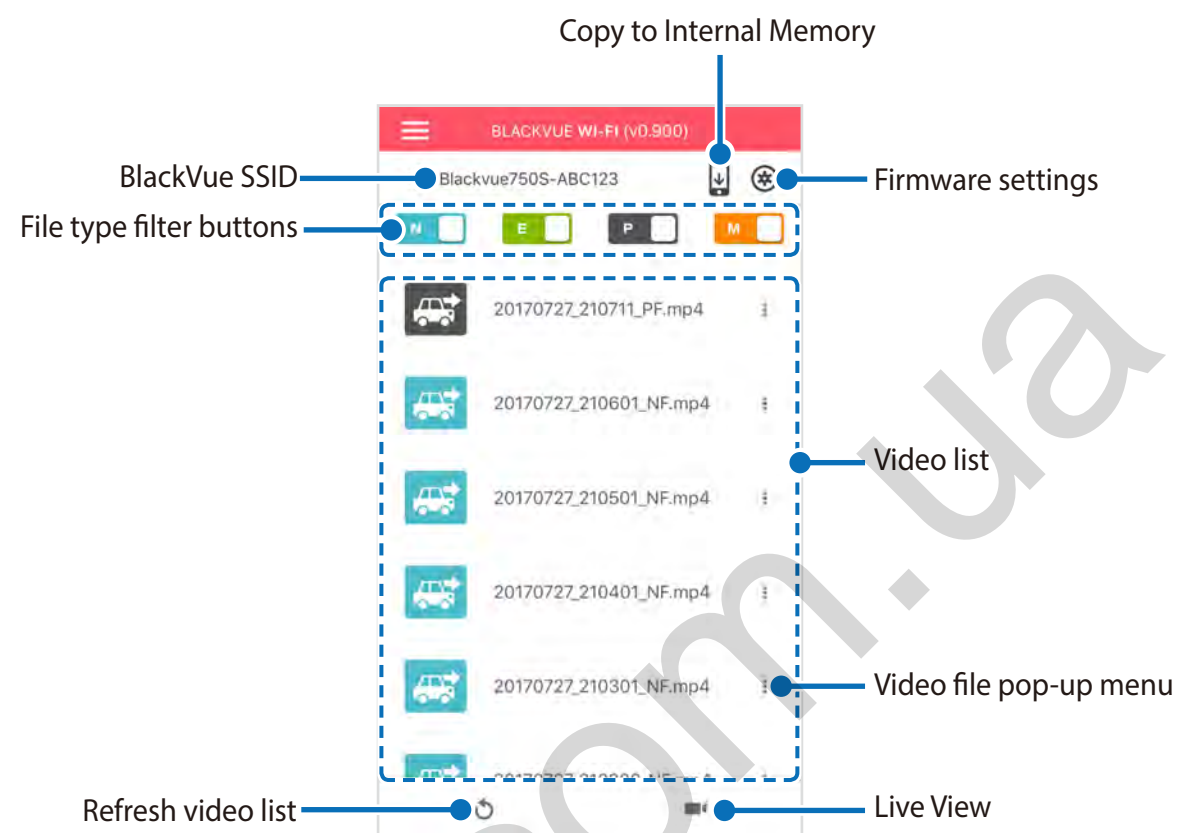 Copy to Internal Memory
BLACKVUE WI-FI (v0.900)
BlackVue SSID
Blackvue750S-ABC123
Firmware settings
File type filter buttons
N
E
P
M
20170727_210711_PF.mp4
20170727_210601_NF.mp4
Video list
20170727_210501_NF.mp4
20170727_210401_NF.mp4
20170727_210301_NF.mp4
Video file pop-up menu
Refresh video list
Live View
om.ua